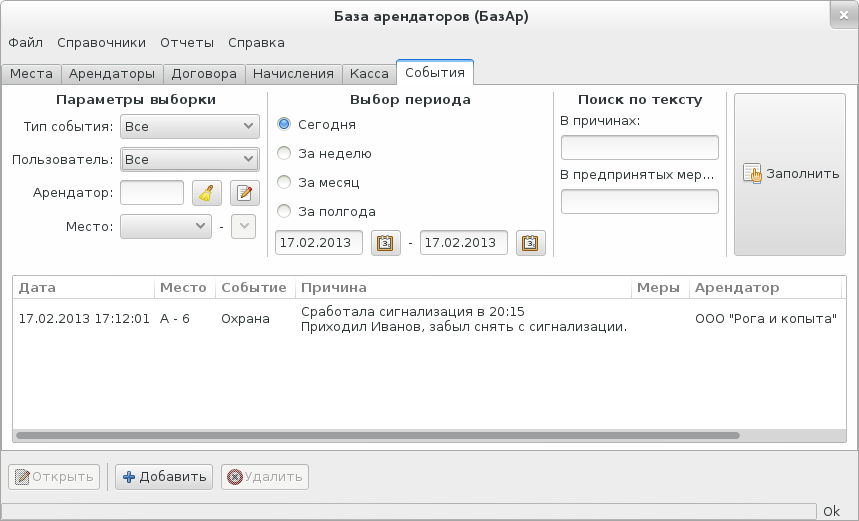 База арендаторов (БазАр)
Файл Справочники Отчеты Справка
Места Арендаторы Договора Начисления Касса События
Параметры выборки
Тип события: Все
Пользователь: Все
Арендатор:
Место: -
Выбор периода
Сегодня
За неделю
За месяц
За полгода
17.02.2013 - 17.02.2013
Поиск по тексту
В причинах:
В предпринятых мер...
Заполнить
Дата Место Событие Причина Меры Арендатор
17.02.2013 17:12:01 А - 6 Охрана Сработала сигнализация в 20:15
Приходил Иванов, забыл снять с сигнализации.
ООО "Рога и копыта"
Открыть Добавить Удалить
Ok